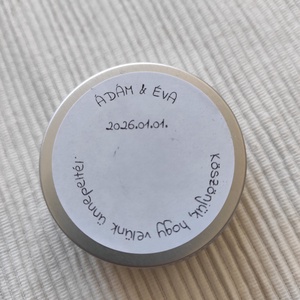 ÁDÁM & ÉVA
2026.01.01.
Köszönjük, hogy velünk ünnepeltél!